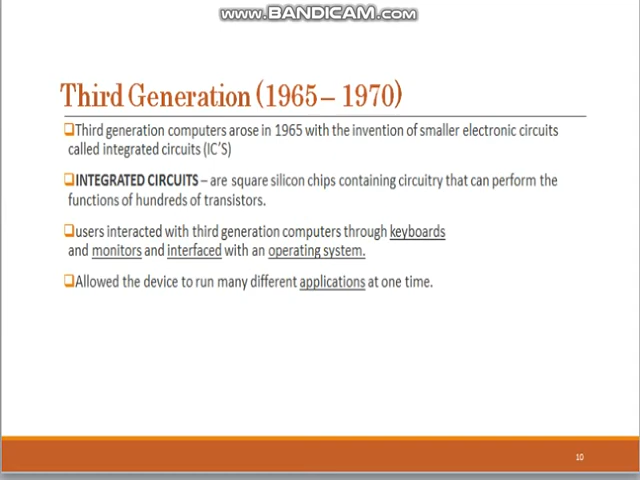 www.BANDICAM.com
Third Generation (1965 – 1970)
❑Third generation computers arose in 1965 with the invention of smaller electronic circuits
called integrated circuits (IC'S)
❑INTEGRATED CIRCUITS – are square silicon chips containing circuitry that can perform the
functions of hundreds of transistors.
❑users interacted with third generation computers through keyboards
and monitors and interfaced with an operating system.
❑Allowed the device to run many different applications at one time.
10